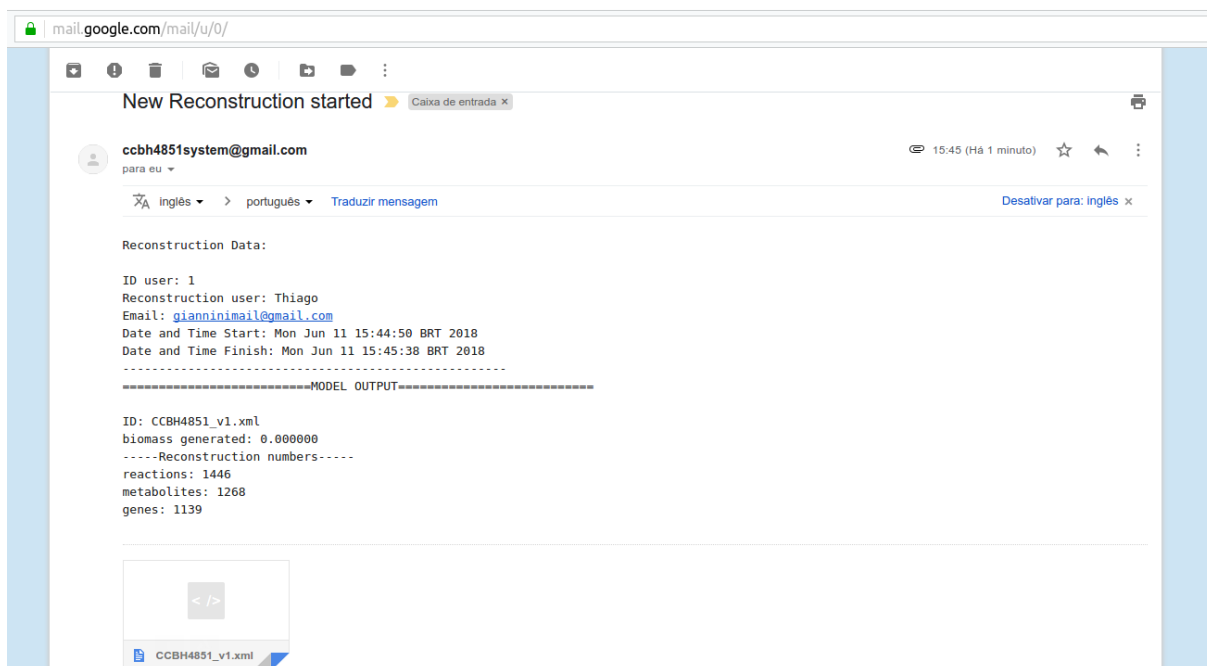 mail.google.com/mail/u/0/
New Reconstruction started Caixa de entrada ×
ccbh4851system@gmail.com 15:45 (Há 1 minuto)
para eu
inglês > português Traduzir mensagem Desativar para: inglês ×
Reconstruction Data:
ID user: 1
Reconstruction user: Thiago
Email: gianninimail@gmail.com
Date and Time Start: Mon Jun 11 15:44:50 BRT 2018
Date and Time Finish: Mon Jun 11 15:45:38 BRT 2018
-----------------------------------------------------
==========================MODEL OUTPUT===========================
ID: CCBH4851_v1.xml
biomass generated: 0.000000
-----Reconstruction numbers-----
reactions: 1446
metabolites: 1268
genes: 1139
</>
CCBH4851_v1.xml